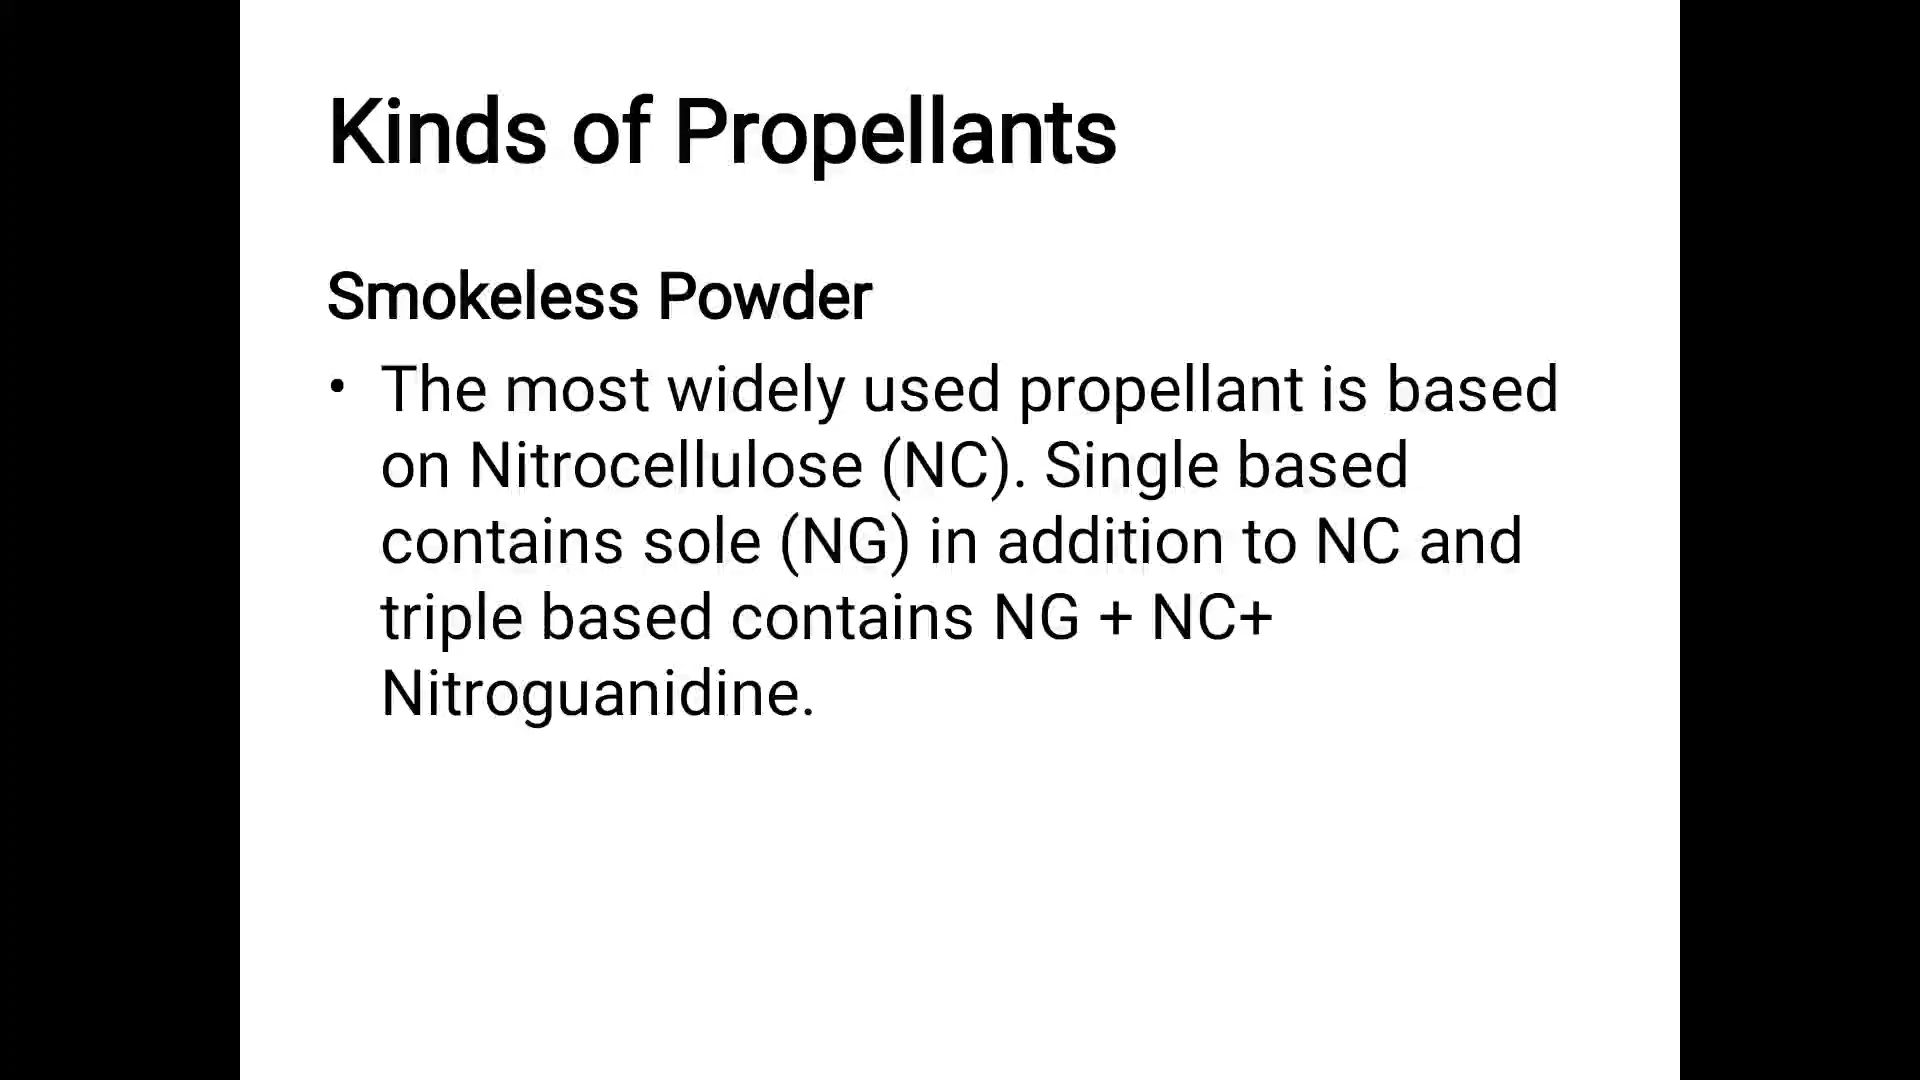 Kinds of Propellants
Smokeless Powder
• The most widely used propellant is based
on Nitrocellulose (NC). Single based
contains sole (NG) in addition to NC and
triple based contains NG + NC+
Nitroguanidine.